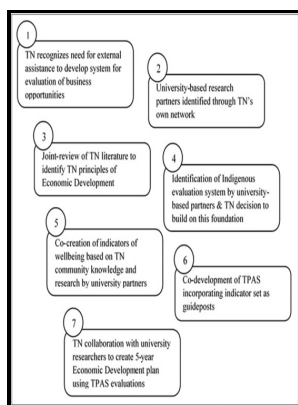 1
TN recognizes need for external
assistance to develop system for
evaluation of business
opportunities
2
University-based research
partners identified through TN's
own network
3
Joint-review of TN literature to
identify TN principles of
Economic Development
4
Identification of Indigenous
evaluation system by university-
based partners & TN decision to
build on this foundation
5
Co-creation of indicators of
wellbeing based on TN
community knowledge and
research by university partners
6
Co-development of TPAS
incorporating indicator set as
guideposts
7
TN collaboration with university
researchers to create 5-year
Economic Development plan
using TPAS evaluations